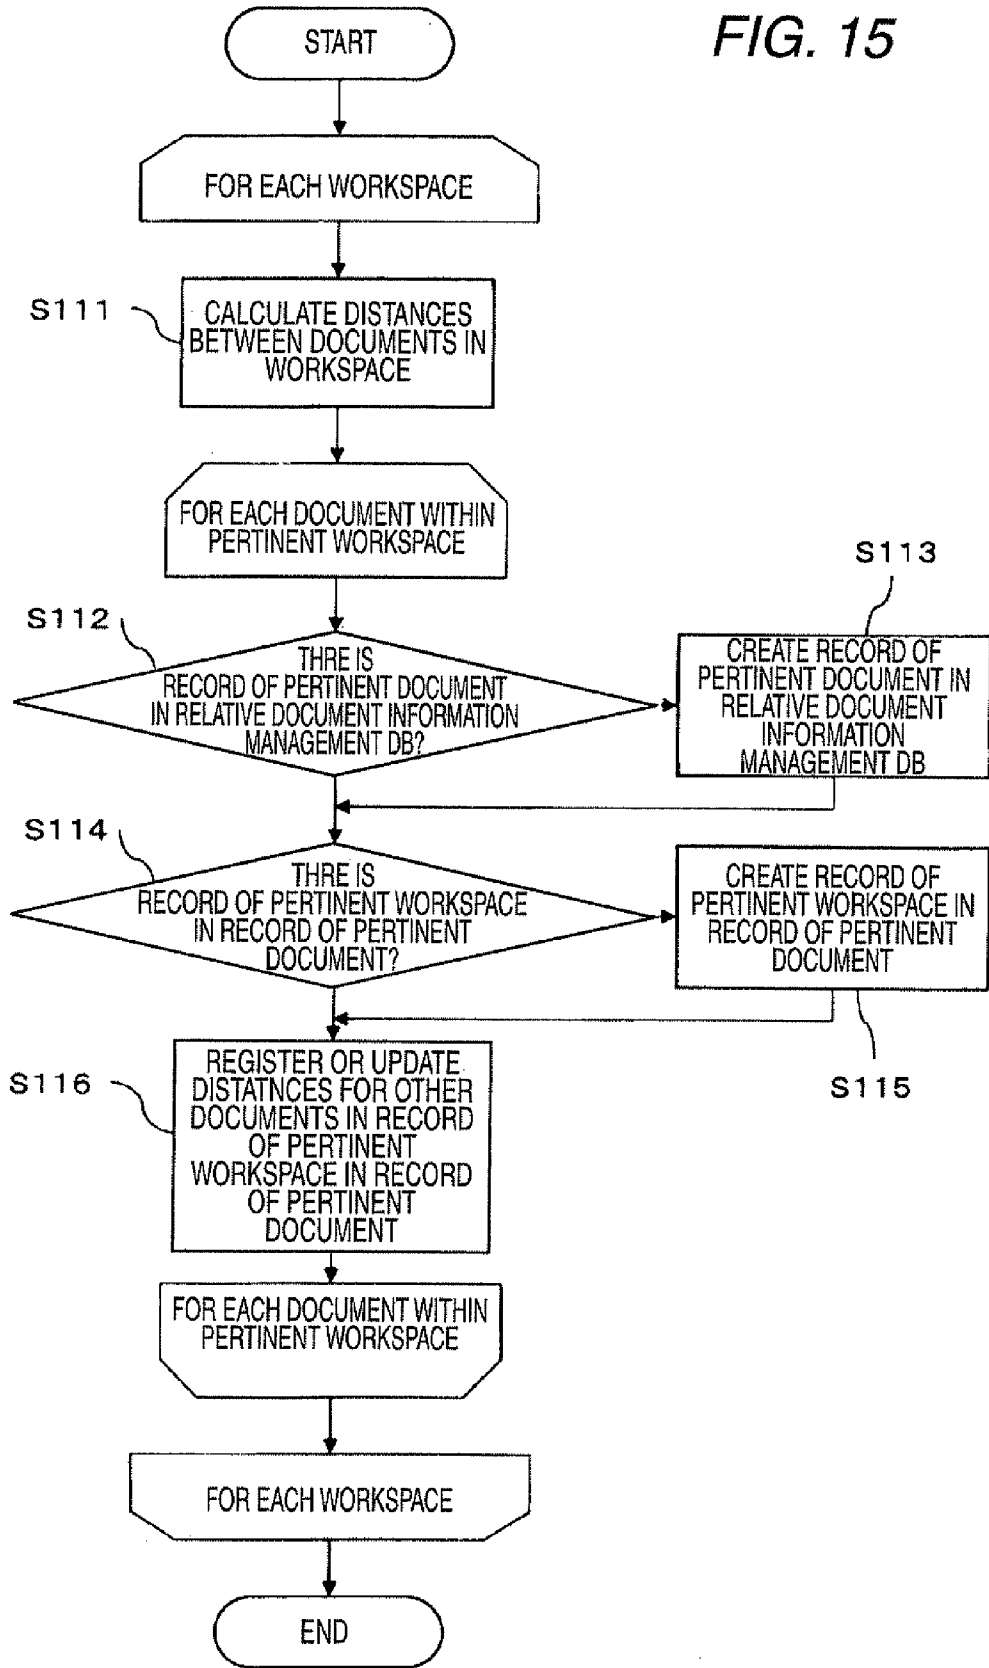 FIG. 15
START
FOR EACH WORKSPACE
S111
CALCULATE DISTANCES
BETWEEN DOCUMENTS IN
WORKSPACE
FOR EACH DOCUMENT WITHIN
PERTINENT WORKSPACE
S112
THRE IS
RECORD OF PERTINENT DOCUMENT
IN RELATIVE DOCUMENT INFORMATION
MANAGEMENT DB?
S113
CREATE RECORD OF
PERTINENT DOCUMENT IN
RELATIVE DOCUMENT
INFORMATION
MANAGEMENT DB
S114
THRE IS
RECORD OF PERTINENT WORKSPACE
IN RECORD OF PERTINENT
DOCUMENT?
CREATE RECORD OF
PERTINENT WORKSPACE IN
RECORD OF PERTINENT
DOCUMENT
S115
S116
REGISTER OR UPDATE
DISTATNCES FOR OTHER
DOCUMENTS IN RECORD
OF PERTINENT
WORKSPACE IN RECORD
OF PERTINENT
DOCUMENT
FOR EACH DOCUMENT WITHIN
PERTINENT WORKSPACE
FOR EACH WORKSPACE
END